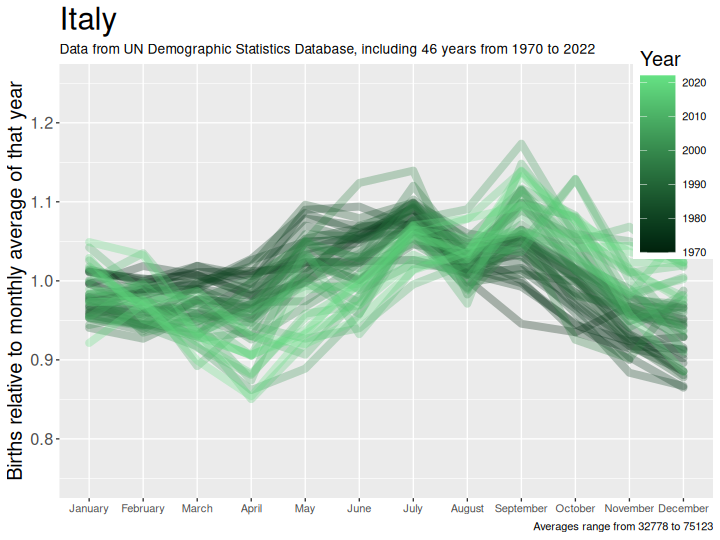 Italy
Data from UN Demographic Statistics Database, including 46 years from 1970 to 2022
Year
2020
2010
2000
1990
1980
1970
Births relative to monthly average of that year
1.2
1.1
1.0
0.9
0.8
January February March April May June July August September October November December
Averages range from 32778 to 75123